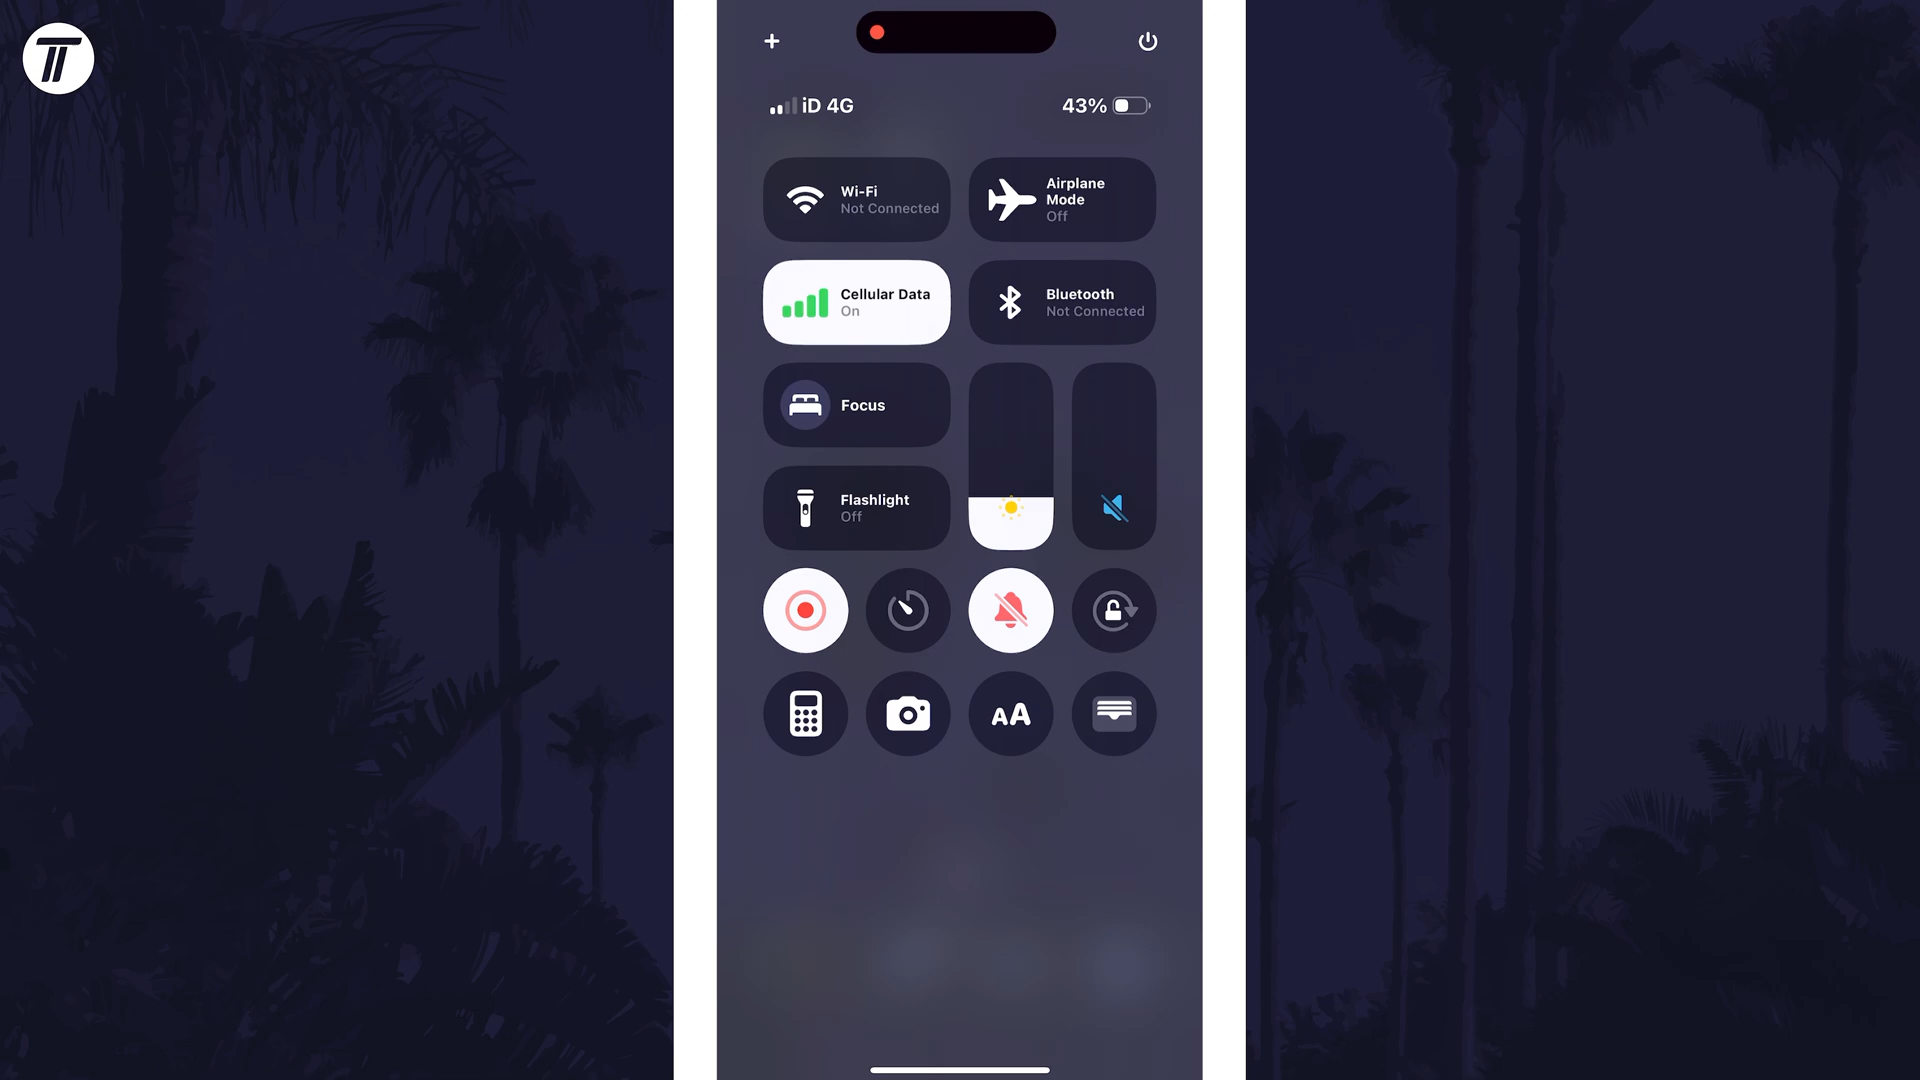 iD 4G
43%
Wi-Fi
Not Connected
Airplane
Mode
Off
Cellular Data
On
Bluetooth
Not Connected
Focus
Flashlight
Off
AA